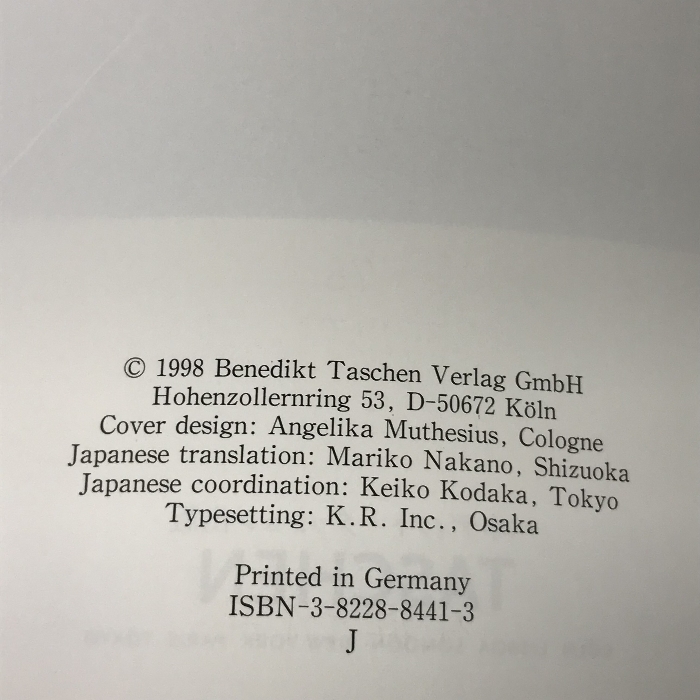 © 1998 Benedikt Taschen Verlag GmbH
Hohenzollernring 53, D-50672 Köln
Cover design: Angelika Muthesius, Cologne
Japanese translation: Mariko Nakano, Shizuoka
Japanese coordination: Keiko Kodaka, Tokyo
Typesetting: K.R. Inc., Osaka
Printed in Germany
ISBN-3-8228-8441-3
J